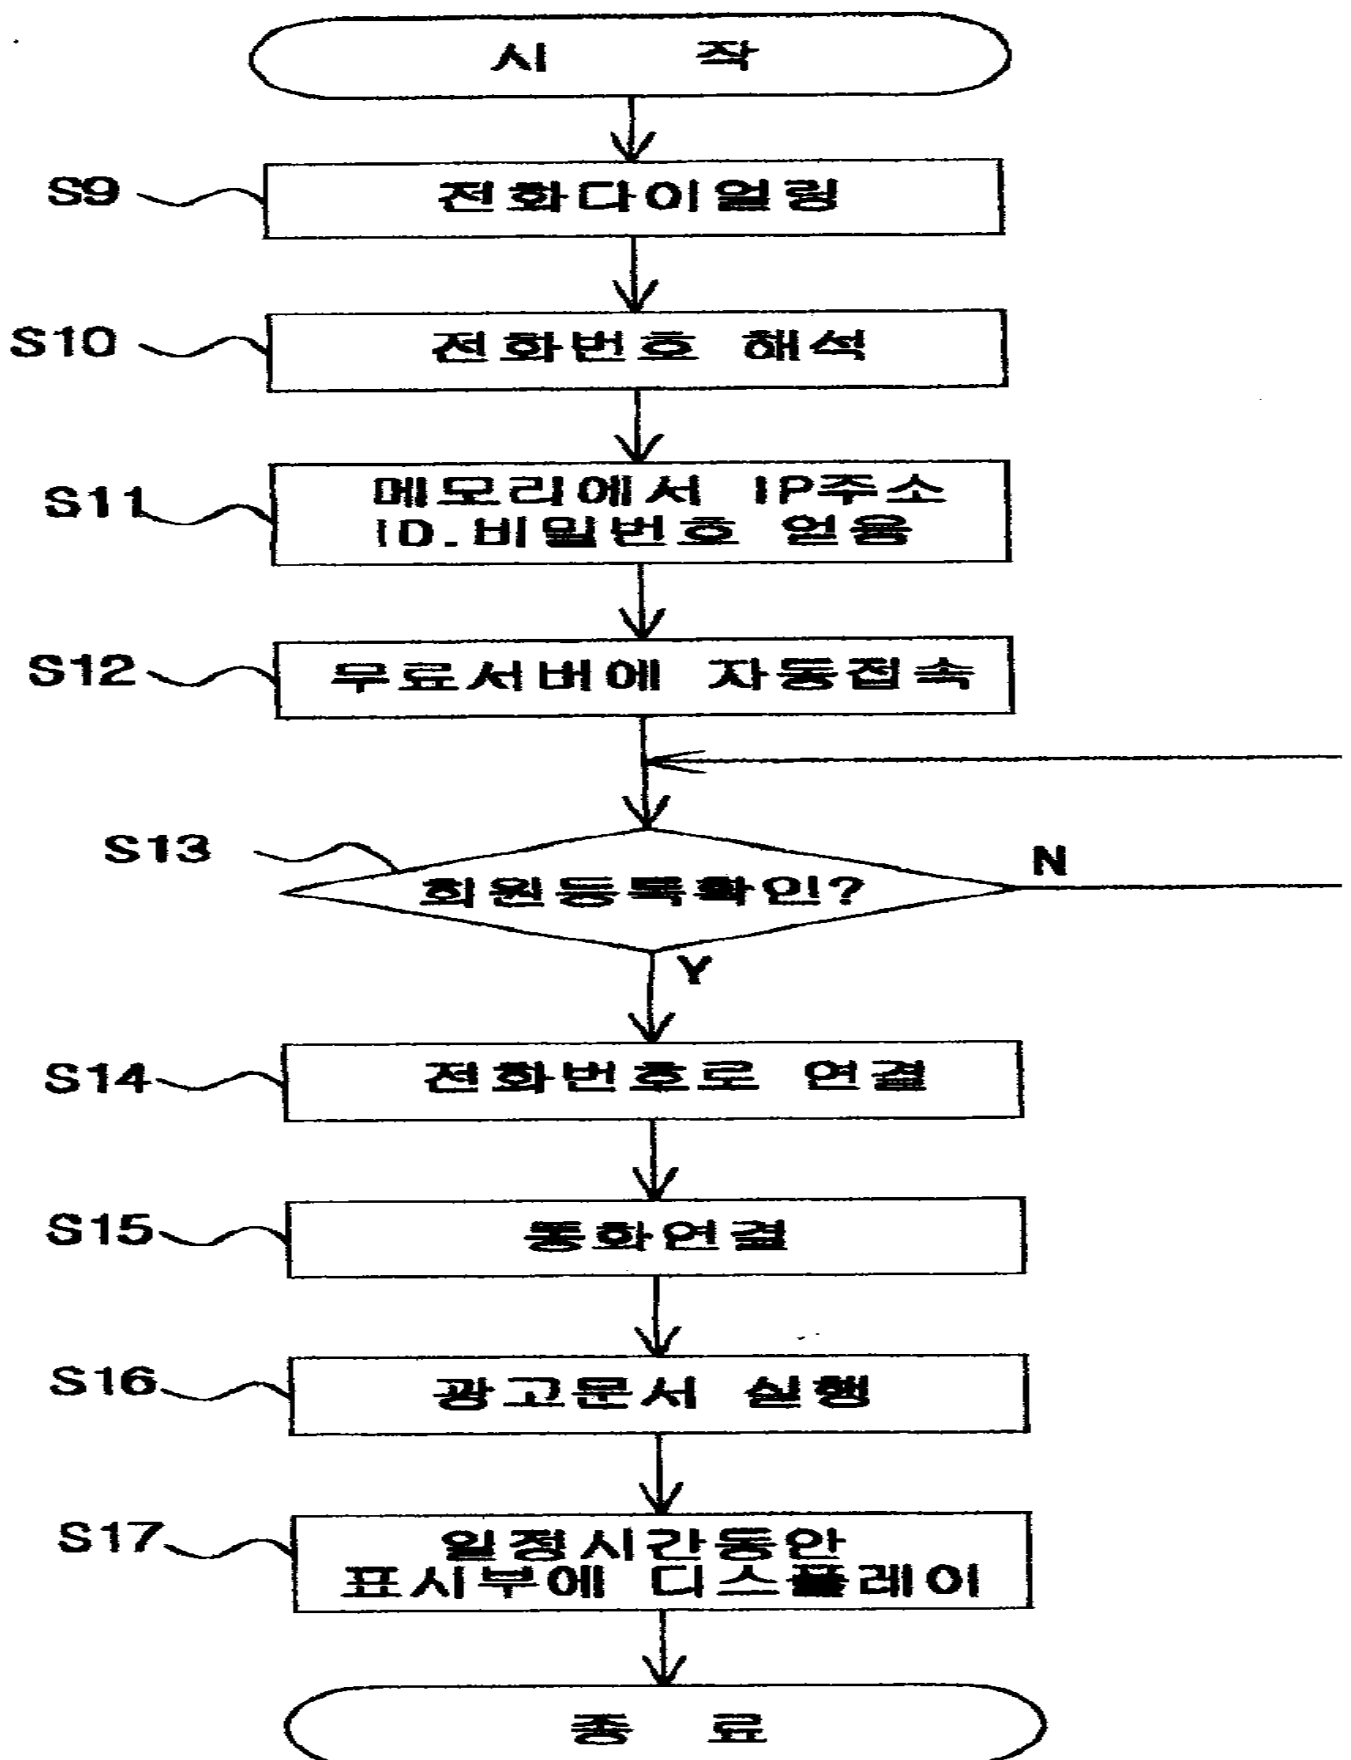 시 작
S9 전화다이얼링
S10 전화번호 해석
S11 메모리에서 IP주소
ID.비밀번호 얻음
S12 무료서버에 자동접속
S13 회원등록확인? N
Y
S14 전화번호로 연결
S15 통화연결
S16 광고문서 실행
S17 일정시간동안
표시부에 디스플레이
종 료